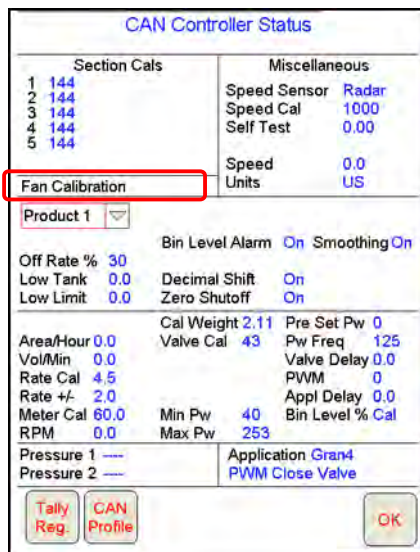 CAN Controller Status
Section Cals
1 144
2 144
3 144
4 144
5 144
Miscellaneous
Speed Sensor Radar
Speed Cal 1000
Self Test 0.00
Speed 0.0
Units US
Fan Calibration
Product 1
Bin Level Alarm On Smoothing On
Off Rate % 30
Low Tank 0.0 Decimal Shift On
Low Limit 0.0 Zero Shutoff On
Cal Weight 2.11 Pre Set Pw 0
Area/Hour 0.0 Valve Cal 43 Pw Freq 125
Vol/Min 0.0 Valve Delay 0.0
Rate Cal 4.5 PWM 0
Rate +/- 2.0 Appl Delay 0.0
Meter Cal 60.0 Min Pw 40 Bin Level % Cal
RPM 0.0 Max Pw 253
Pressure 1 ----
Pressure 2 ----
Application Gran4
PWM Close Valve
Tally
Reg.
CAN
Profile
OK